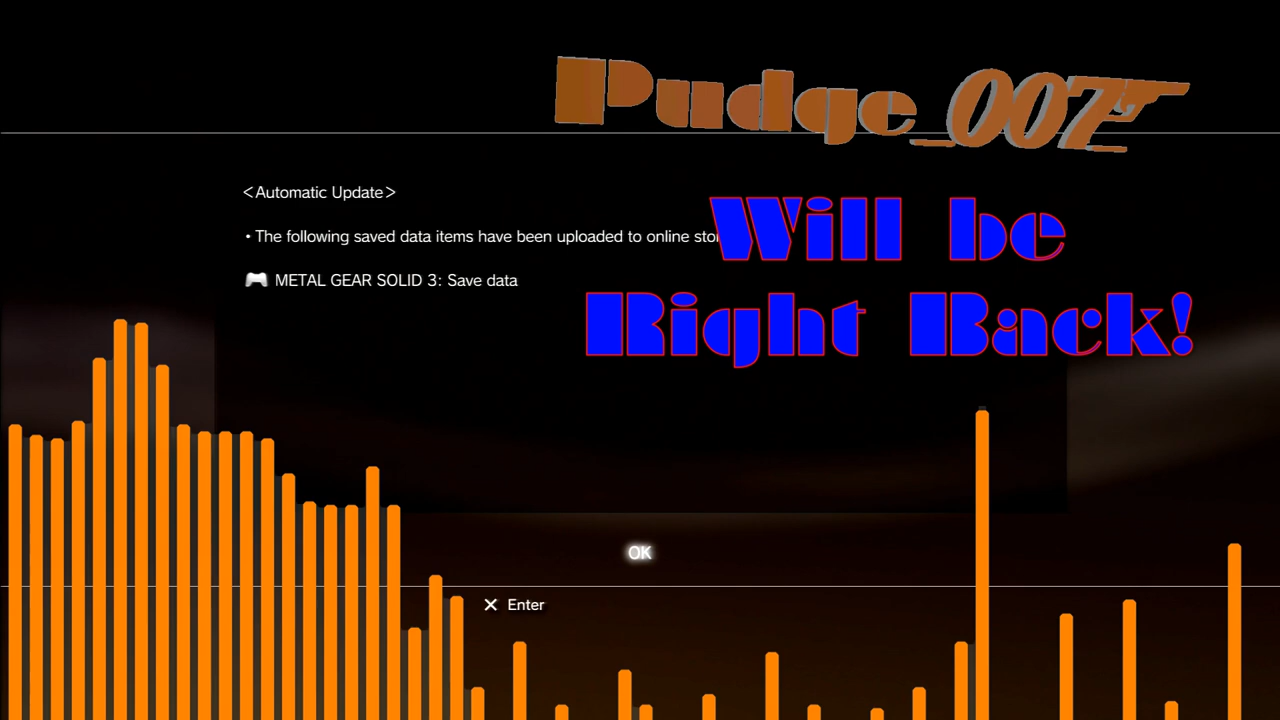 Pudge_007
<Automatic Update>
• The following saved data items have been uploaded to online
Will be
METAL GEAR SOLID 3: Save data
Right Back!
OK
Enter